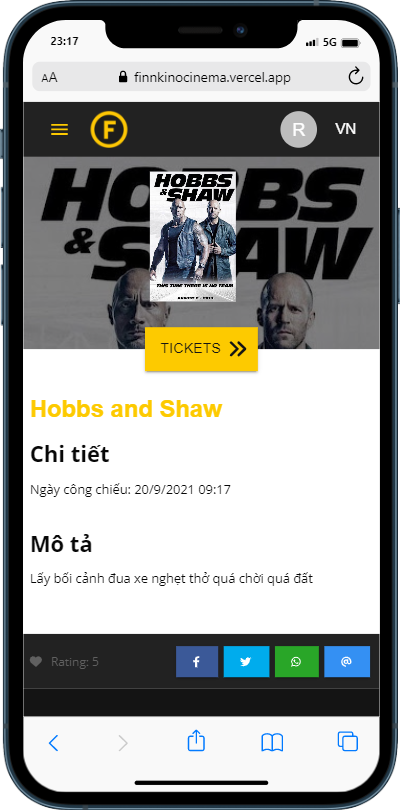 23:17
5G
AA
finnkinocinema.vercel.app
F
R
VN
HOBBS
& SHAW
HOBBS
& SHAW
THIS TIME THERE IS NO TEAM
TICKETS
Hobbs and Shaw
Chi tiết
Ngày công chiếu: 20/9/2021 09:17
Mô tả
Lấy bối cảnh đua xe nghẹt thở quá chời quá đất
Rating: 5